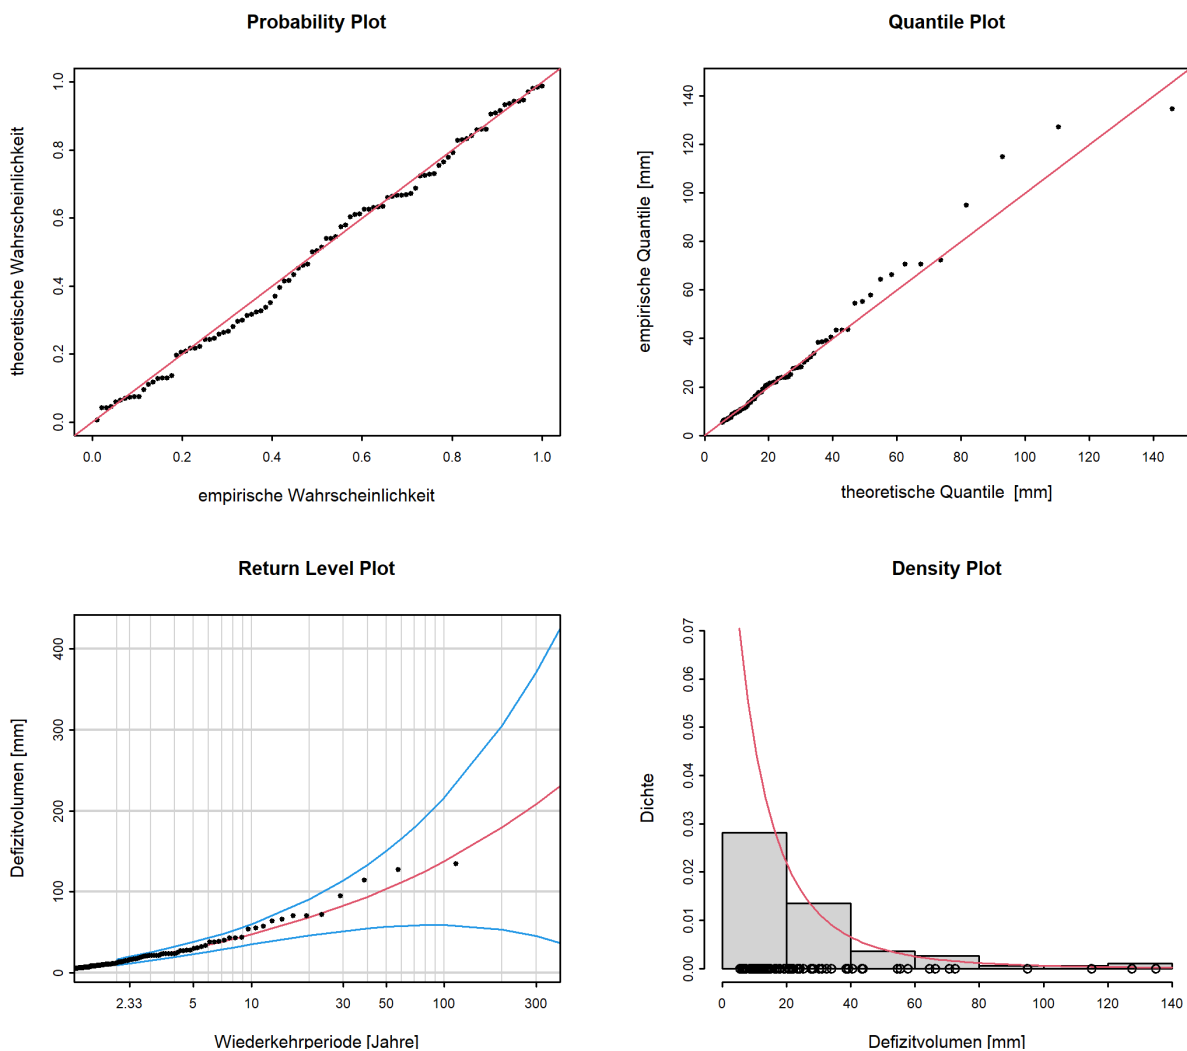 Probability Plot
theoretische Wahrscheinlichkeit
0.0 0.2 0.4 0.6 0.8 1.0
0.0 0.2 0.4 0.6 0.8 1.0
empirische Wahrscheinlichkeit
Quantile Plot
empirische Quantile [mm]
0 20 40 60 80 100 120 140
0 20 40 60 80 100 120 140
theoretische Quantile [mm]
Return Level Plot
Defizitvolumen [mm]
0 100 200 300 400
2.33 5 10 30 50 100 300
Wiederkehrperiode [Jahre]
Density Plot
Dichte
0.00 0.01 0.02 0.03 0.04 0.05 0.06 0.07
0 20 40 60 80 100 120 140
Defizitvolumen [mm]